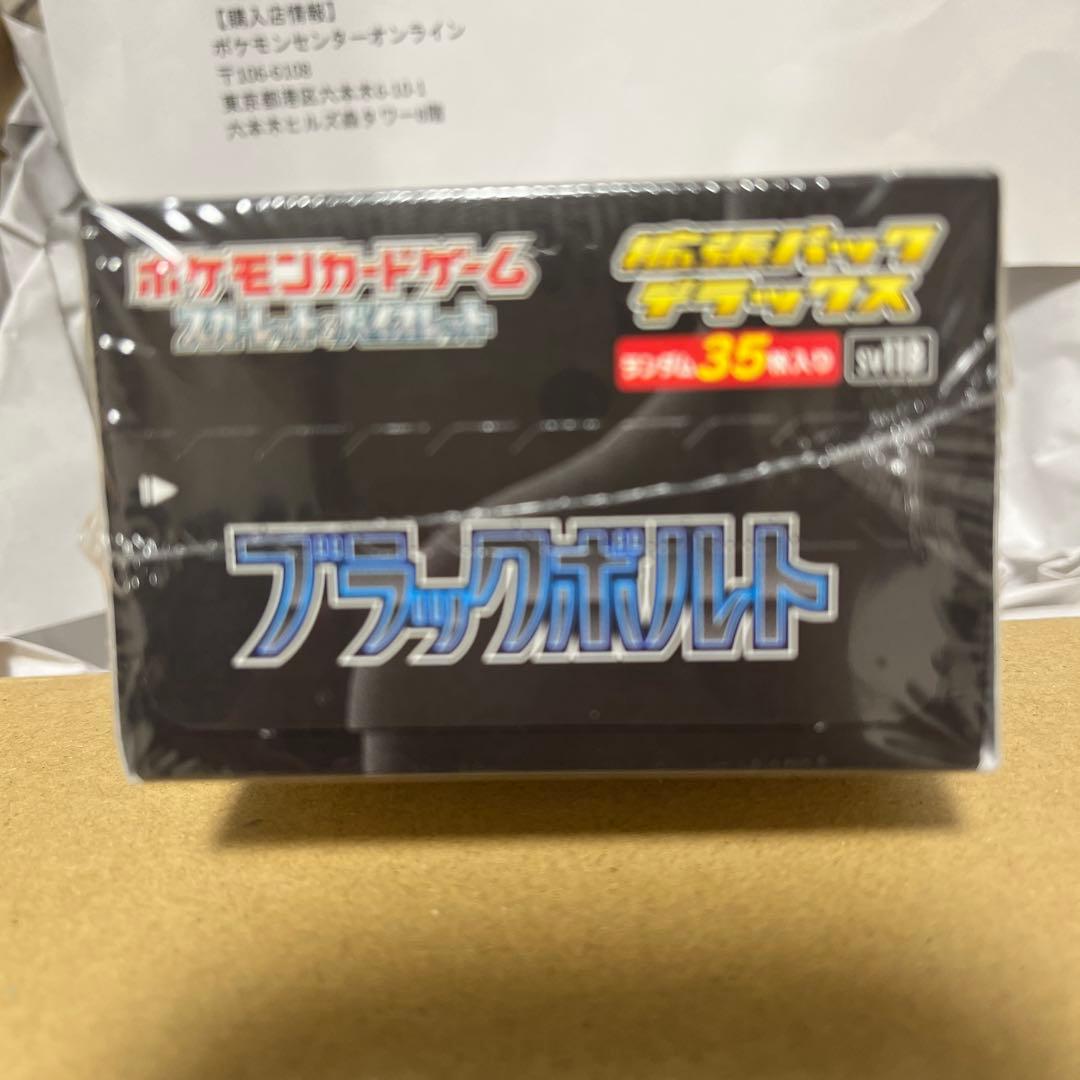 【購入店情報】
ポケモンセンターオンライン
〒106-6108
東京都港区六本木6-10-1
六本木ヒルズ森タワー8階
ポケモンカードゲーム
スカーレット&バイオレット
拡張パック
デラックス
ランダム35枚入り
SV11B
ブラックボルト